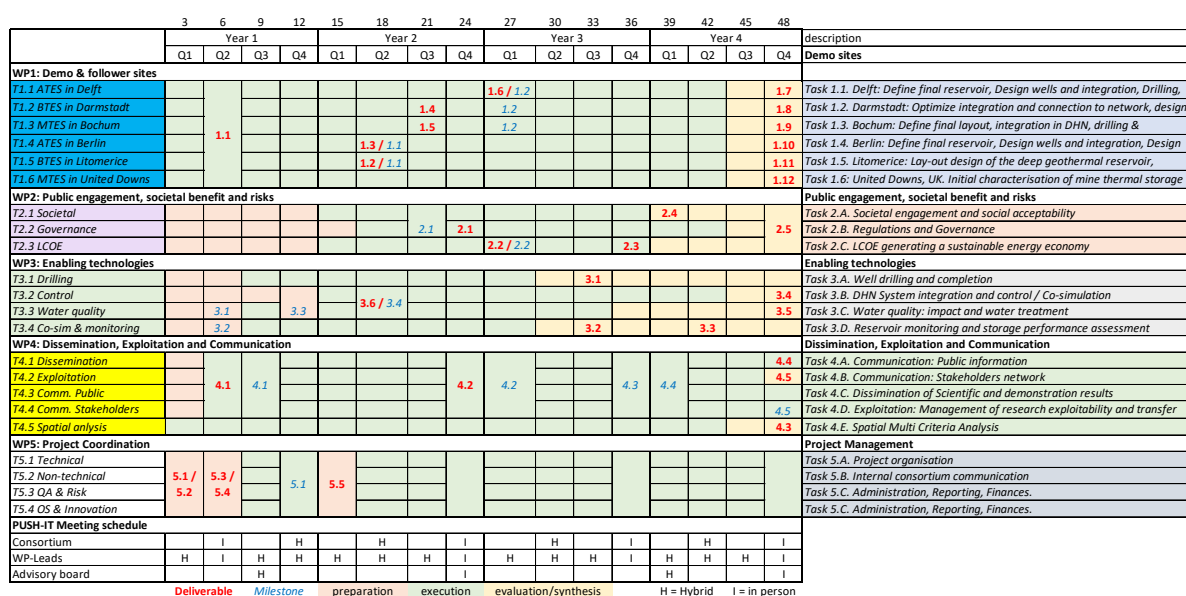 3 6 9 12 15 18 21 24 27 30 33 36 39 42 45 48
Year 1 Year 2 Year 3 Year 4 description
Q1 Q2 Q3 Q4 Q1 Q2 Q3 Q4 Q1 Q2 Q3 Q4 Q1 Q2 Q3 Q4 Demo sites
WP1: Demo & follower sites
T1.1 ATES in Delft 1.6 / 1.2 1.7 Task 1.1. Delft: Define final reservoir, Design wells and integration, Drilling,
T1.2 BTES in Darmstadt 1.4 1.2 1.8 Task 1.2. Darmstadt: Optimize integration and connection to network, design
T1.3 MTES in Bochum 1.1 1.5 1.2 1.9 Task 1.3. Bochum: Define final layout, integration in DHN, drilling &
T1.4 ATES in Berlin 1.3 / 1.1 1.10 Task 1.4. Berlin: Define final reservoir, Design wells and integration, Design
T1.5 BTES in Litomerice 1.2 / 1.1 1.11 Task 1.5. Litomerice: Lay-out design of the deep geothermal reservoir,
T1.6 MTES in United Downs 1.12 Task 1.6: United Downs, UK. Initial characterisation of mine thermal storage
WP2: Public engagement, societal benefit and risks Public engagement, societal benefit and risks
T2.1 Societal 2.4 Task 2.A. Societal engagement and social acceptability
T2.2 Governance 2.1 2.1 2.5 Task 2.B. Regulations and Governance
T2.3 LCOE 2.2 / 2.2 2.3 Task 2.C. LCOE generating a sustainable energy economy
WP3: Enabling technologies Enabling technologies
T3.1 Drilling 3.1 Task 3.A. Well drilling and completion
T3.2 Control 3.6 / 3.4 3.4 Task 3.B. DHN System integration and control / Co-simulation
T3.3 Water quality 3.1 3.3 3.5 Task 3.C. Water quality: impact and water treatment
T3.4 Co-sim & monitoring 3.2 3.2 3.3 Task 3.D. Reservoir monitoring and storage performance assessment
WP4: Dissemination, Exploitation and Communication Dissimination, Exploitation and Communication
T4.1 Dissemination 4.4 Task 4.A. Communication: Public information
T4.2 Exploitation 4.1 4.1 4.2 4.2 4.3 4.4 4.5 Task 4.B. Communication: Stakeholders network
T4.3 Comm. Public Task 4.C. Dissimination of Scientific and demonstration results
T4.4 Comm. Stakeholders 4.5 Task 4.D. Exploitation: Management of research exploitability and transfer
T4.5 Spatial anlysis 4.3 Task 4.E. Spatial Multi Criteria Analysis
WP5: Project Coordination Project Management
T5.1 Technical Task 5.A. Project organisation
T5.2 Non-technical 5.1 / 5.3 / 5.1 5.5 Task 5.B. Internal consortium communication
T5.3 QA & Risk 5.2 5.4 Task 5.C. Administration, Reporting, Finances.
T5.4 OS & Innovation Task 5.C. Administration, Reporting, Finances.
PUSH-IT Meeting schedule
Consortium I H H I H I H I
WP-Leads H I H H H H H I H H H I H H H I
Advisory board H I H I
Deliverable Milestone preparation execution evaluation/synthesis H = Hybrid I = in person